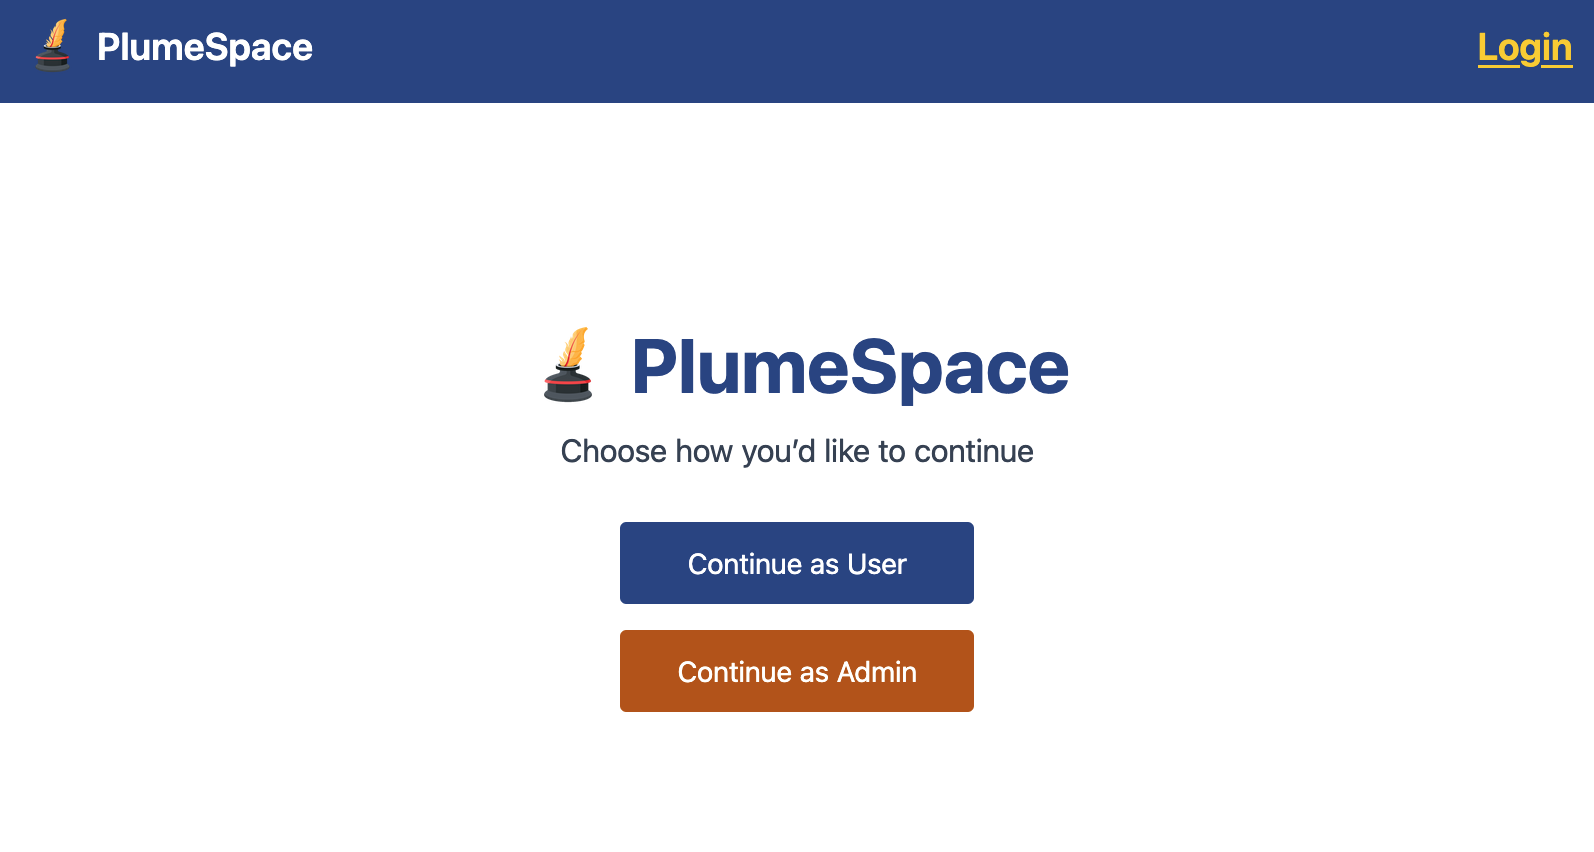 PlumeSpace
Login
PlumeSpace
Choose how you’d like to continue
Continue as User
Continue as Admin